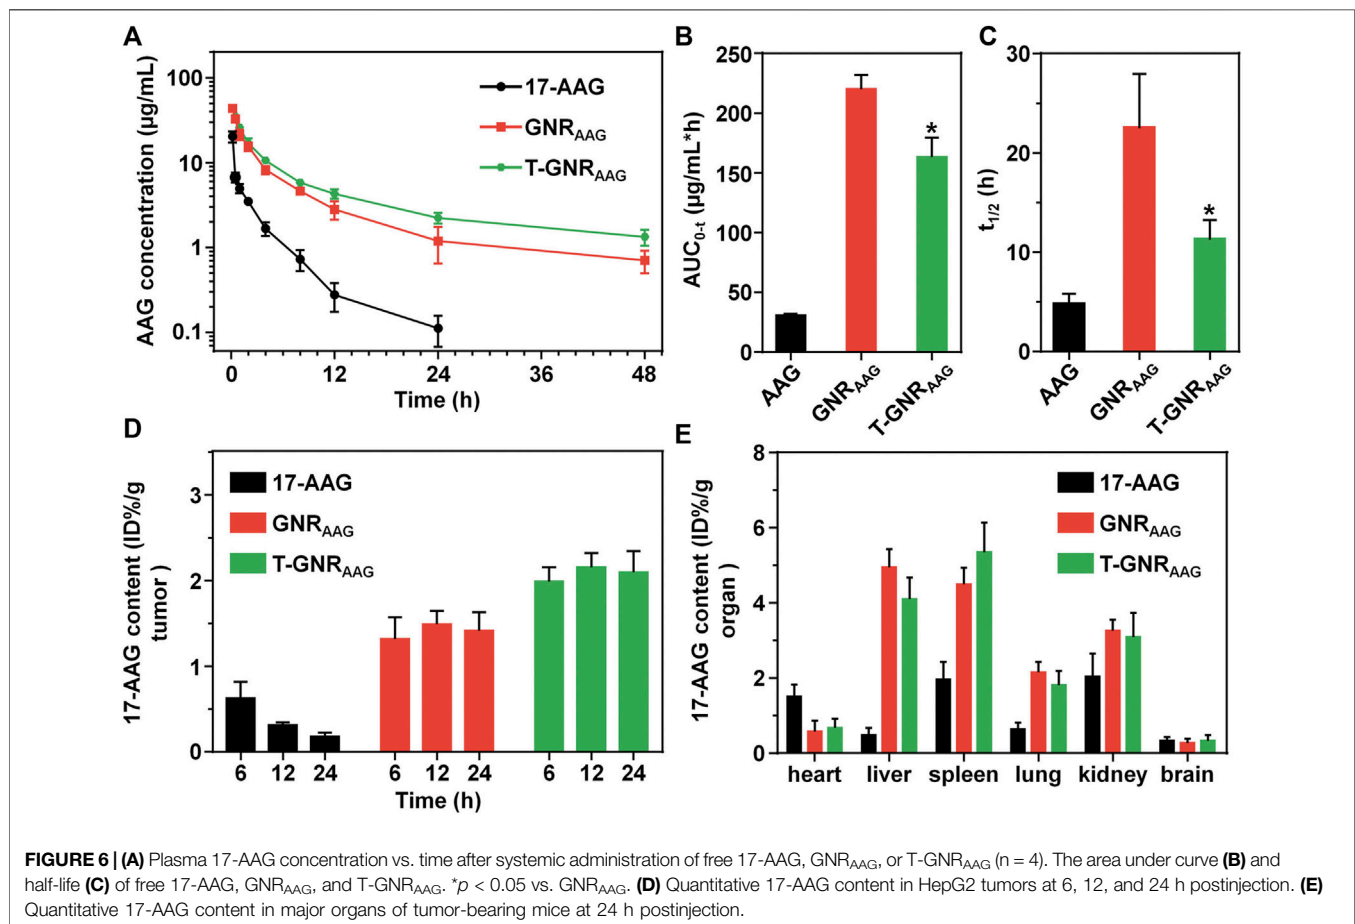 A
AAG concentration (µg/mL)
100
10
1
0.1
0 12 24 36 48
Time (h)
17-AAG
GNRAAG
T-GNRAAG
B
AUC0-t (µg/mL*h)
250
200
150
100
50
0
*
AAG
GNRAAG
T-GNRAAG
C
t1/2 (h)
30
20
10
0
*
AAG
GNRAAG
T-GNRAAG
D
17-AAG content (ID%/g
tumor )
3
2
1
0
17-AAG
GNRAAG
T-GNRAAG
6 12 24 6 12 24 6 12 24
Time (h)
E
17-AAG content (ID%/g
organ )
8
6
4
2
0
17-AAG
GNRAAG
T-GNRAAG
heart liver spleen lung kidney brain
FIGURE 6 | (A) Plasma 17-AAG concentration vs. time after systemic administration of free 17-AAG, GNRAAG, or T-GNRAAG (n = 4). The area under curve (B) and
half-life (C) of free 17-AAG, GNRAAG, and T-GNRAAG. *p < 0.05 vs. GNRAAG. (D) Quantitative 17-AAG content in HepG2 tumors at 6, 12, and 24 h postinjection. (E)
Quantitative 17-AAG content in major organs of tumor-bearing mice at 24 h postinjection.